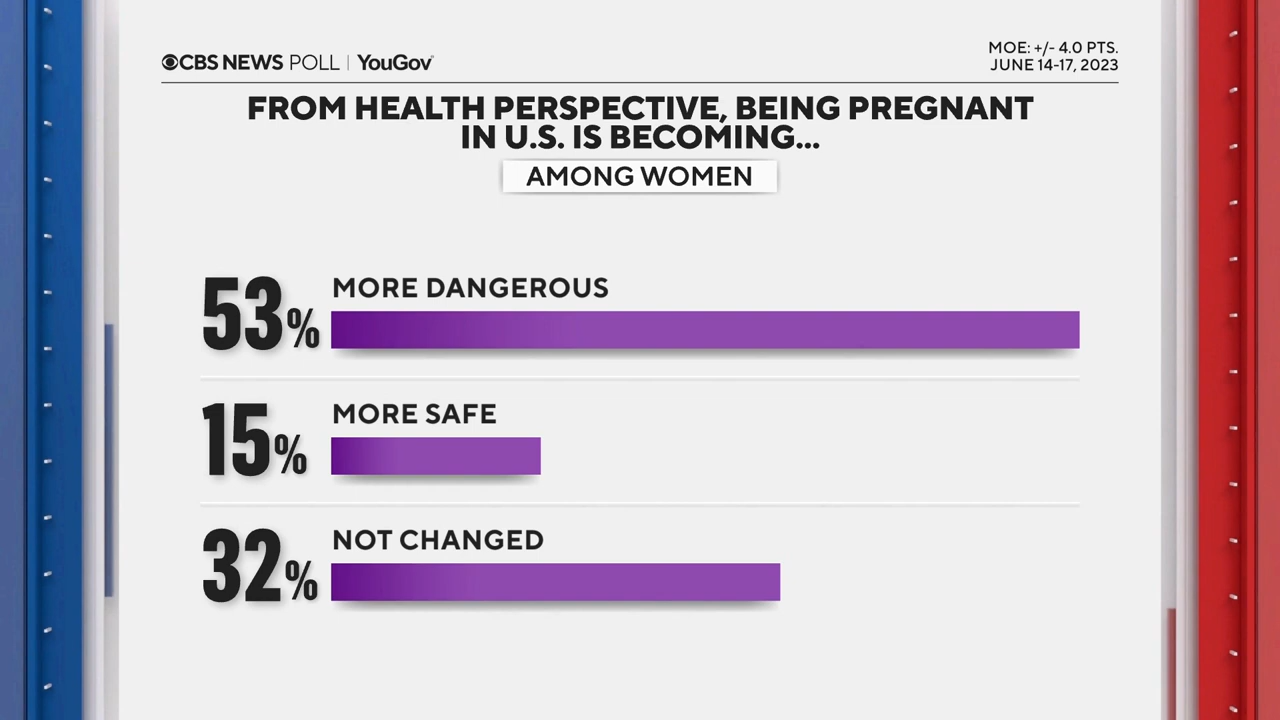 CBS NEWS POLL | YouGov
MOE: +/- 4.0 PTS.
JUNE 14-17, 2023
FROM HEALTH PERSPECTIVE, BEING PREGNANT
IN U.S. IS BECOMING...
AMONG WOMEN
53% MORE DANGEROUS
15% MORE SAFE
32% NOT CHANGED